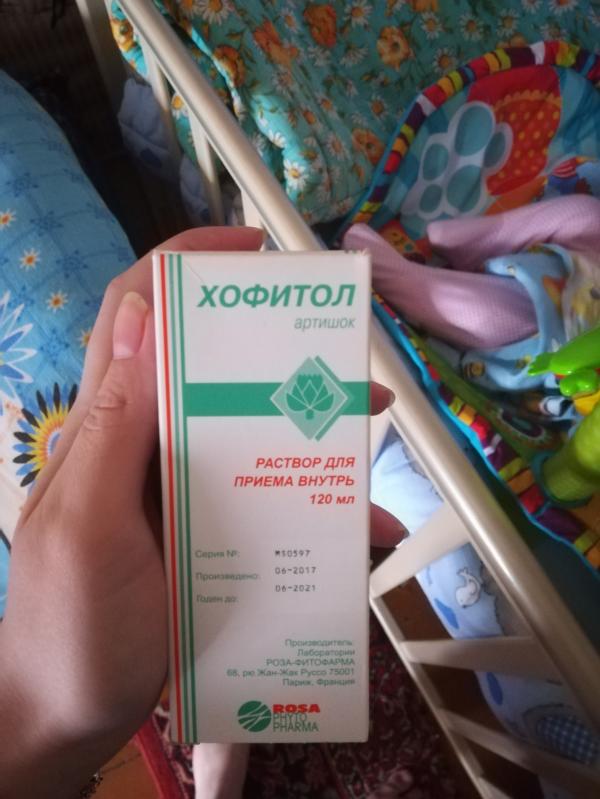 ХОФИТОЛ
артишок
РАСТВОР ДЛЯ
ПРИЕМА ВНУТРЬ
120 мл
Серия №: MS0597
Произведено: 06-2017
Годен до: 06-2021
Производитель:
Лаборатории
РОЗА-ФИТОФАРМА
68, рю Жан-Жак Руссо 75001
Париж, Франция
ROSA
PHYTO
PHARMA